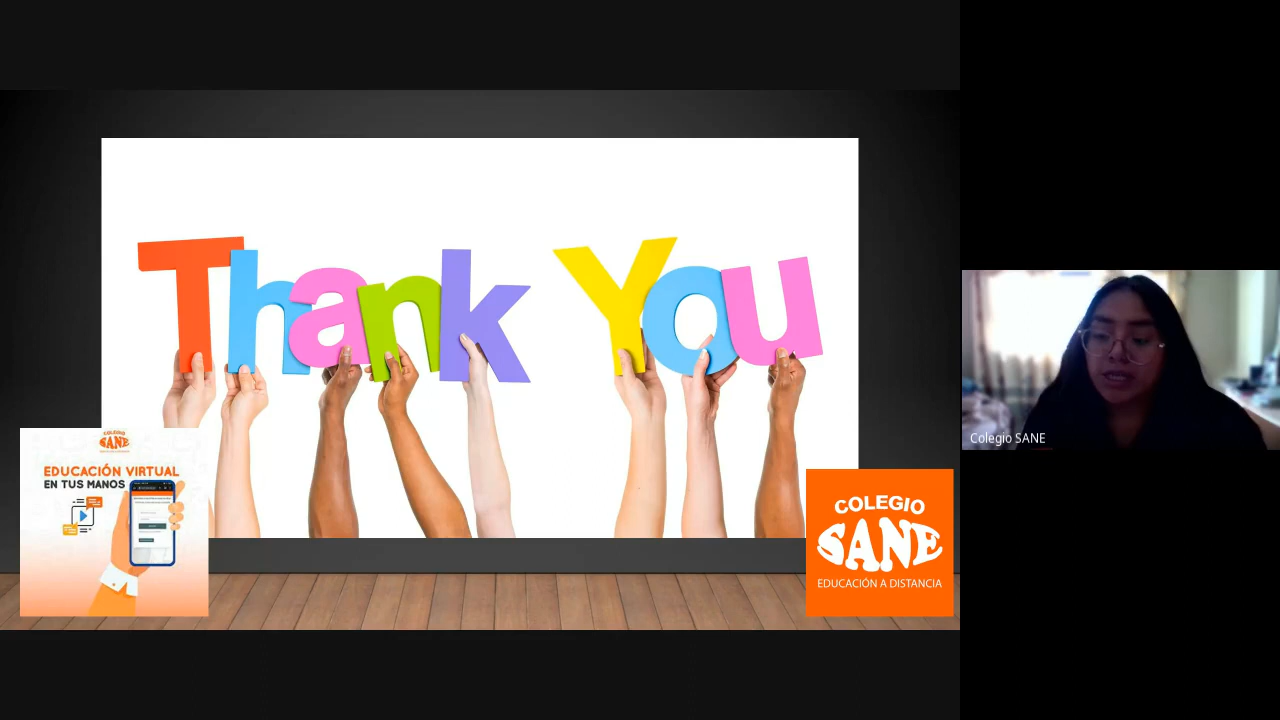 Thank You
COLEGIO
SANE
EDUCACIÓN VIRTUAL
EN TUS MANOS
COLEGIO
SANE
EDUCACIÓN A DISTANCIA
Colegio SANE